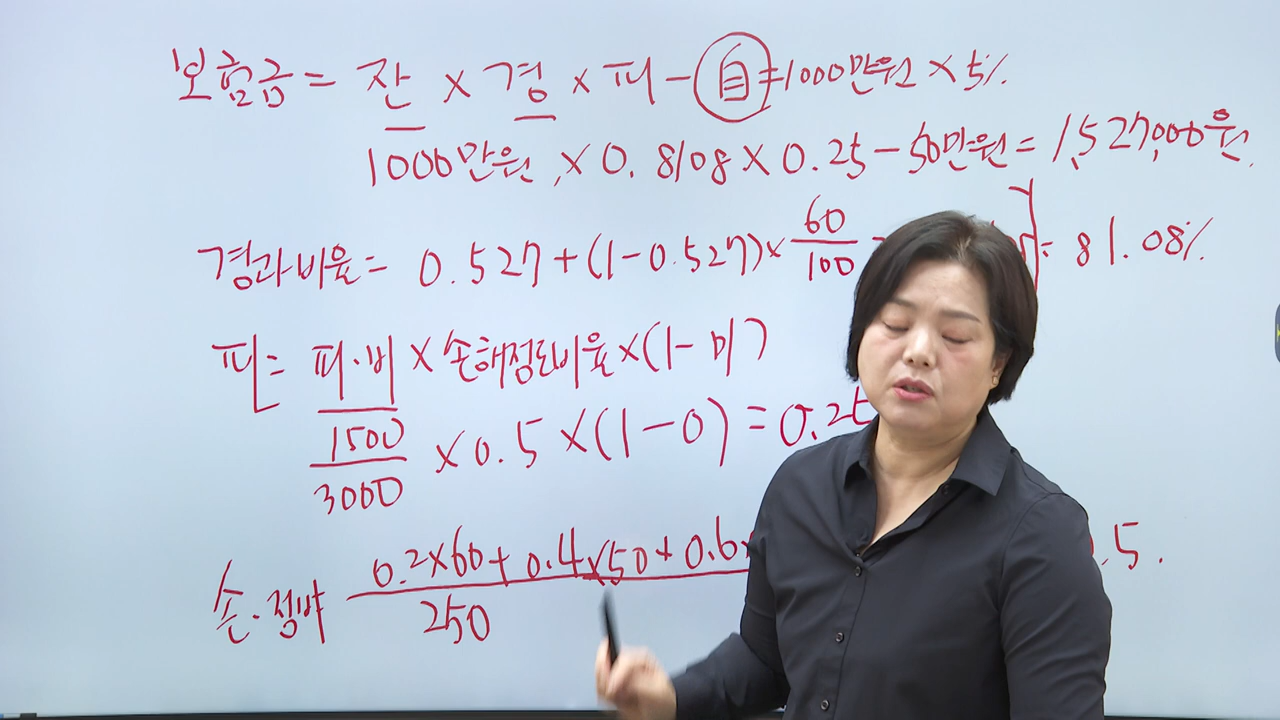 보험금 = 잔 × 경 × 피 - 自 = 1000만원 × 5%
1000만원 × 0.8108 × 0.25 - 50만원 = 1,527,000원
경과비율 = 0.527 + (1 - 0.527) × 60/100 = 81.08%
피 = 피·비 × 손해정도비율 × (1 - 미)
1500/3000 × 0.5 × (1 - 0) = 0.25
손·정비 0.2×60 + 0.4×50 + 0.6× /250 0.5.